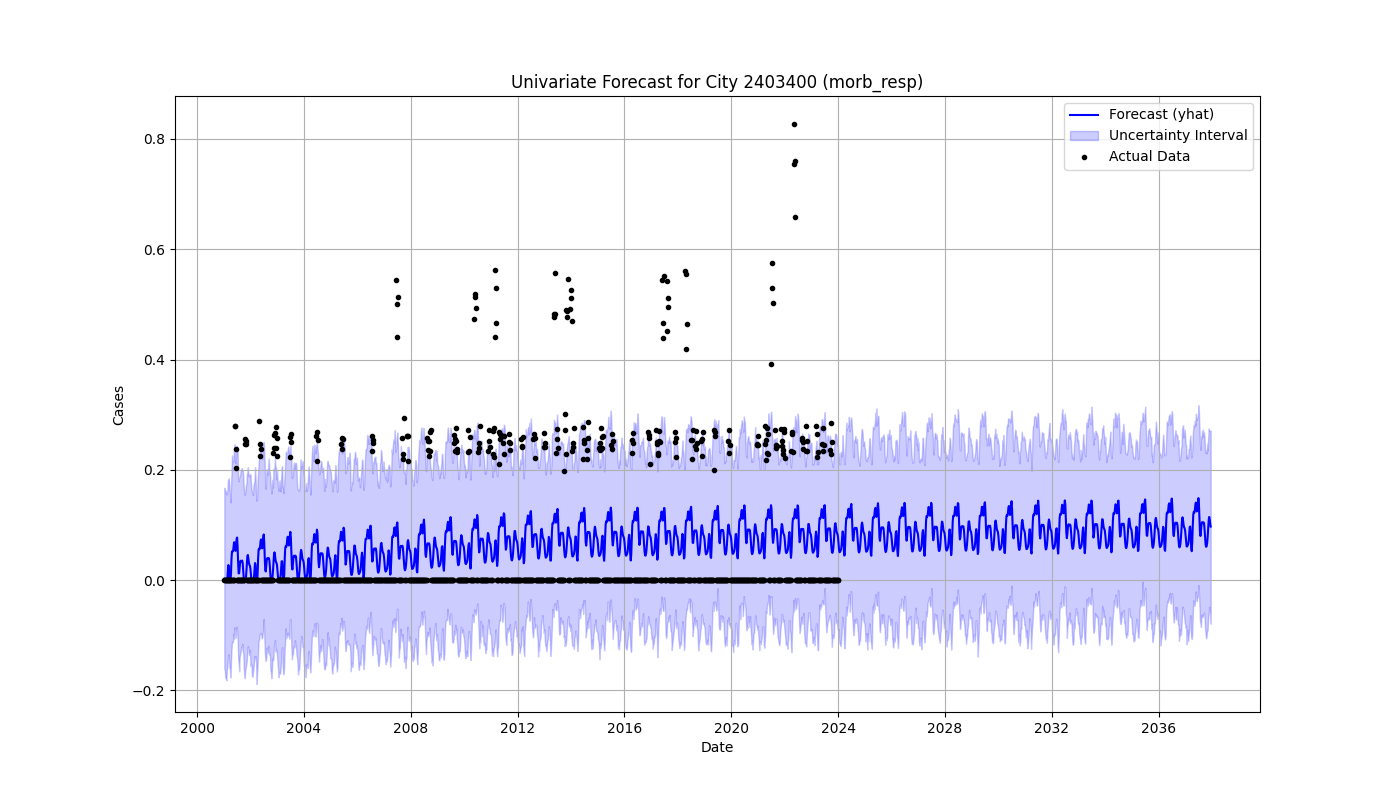 Univariate Forecast for City 2403400 (morb_resp)
Forecast (yhat)
Uncertainty Interval
Actual Data
Cases
0.8
0.6
0.4
0.2
0.0
−0.2
2000 2004 2008 2012 2016 2020 2024 2028 2032 2036
Date